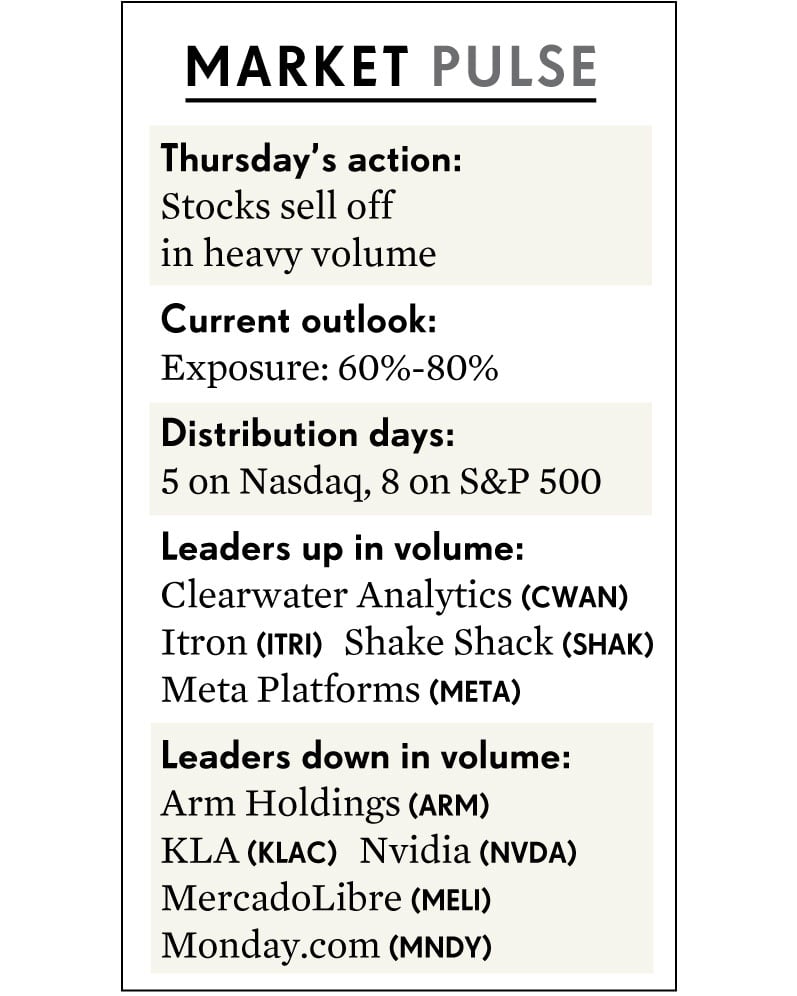 MARKET PULSE
Thursday's action:
Stocks sell off
in heavy volume
Current outlook:
Exposure: 60%-80%
Distribution days:
5 on Nasdaq, 8 on S&P 500
Leaders up in volume:
Clearwater Analytics (CWAN)
Itron (ITRI) Shake Shack (SHAK)
Meta Platforms (META)
Leaders down in volume:
Arm Holdings (ARM)
KLA (KLAC) Nvidia (NVDA)
MercadoLibre (MELI)
Monday.com (MNDY)